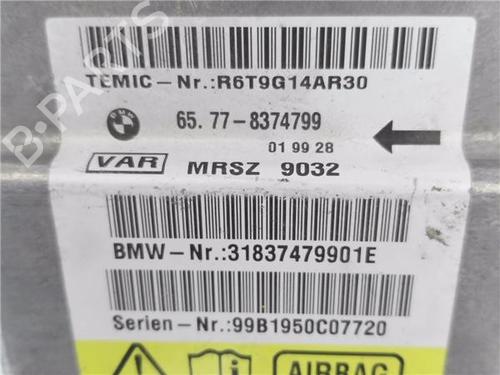 B-PARTS
TEMIC-Nr.:R6T9G14AR30
BMW
65.77-8374799
01 99 28
VAR MRSZ 9032
BMW-Nr.:31837479901E
Serien-Nr.:99B1950C07720
AIRBAG